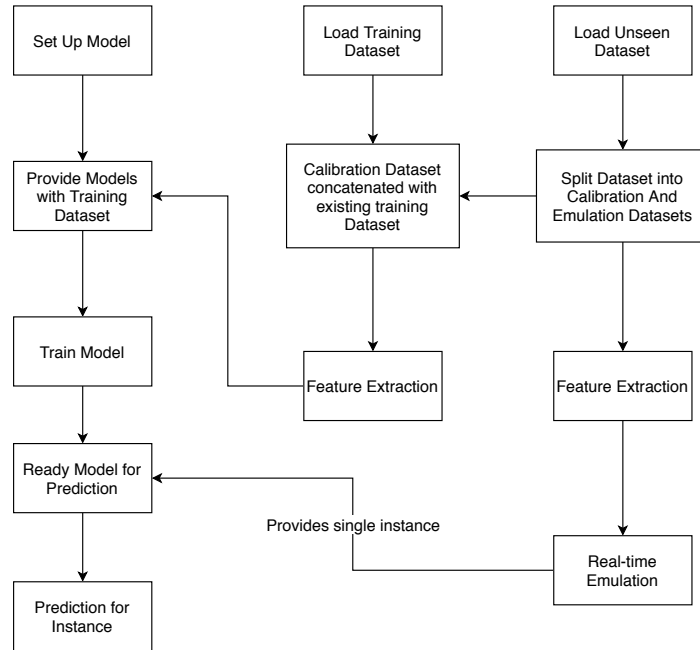 Set Up Model
Load Training
Dataset
Load Unseen
Dataset
Provide Models
with Training
Dataset
Calibration Dataset
concatenated with
existing training
Dataset
Split Dataset into
Calibration And
Emulation Datasets
Train Model
Feature Extraction
Feature Extraction
Ready Model for
Prediction
Provides single instance
Real-time
Emulation
Prediction for
Instance